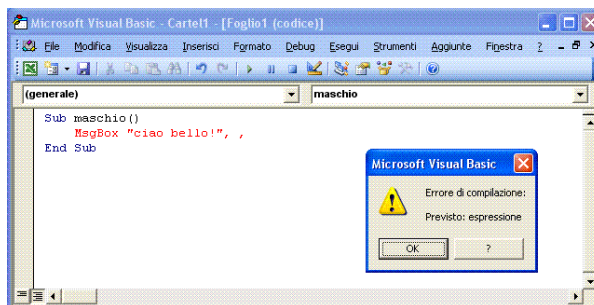 Microsoft Visual Basic - Cartel1 - [Foglio1 (codice)]
File Modifica Visualizza Inserisci Formato Debug Esegui Strumenti Aggiunte Finestra ?
(generale) maschio
Sub maschio()
MsgBox "ciao bello!", ,
End Sub
Microsoft Visual Basic
Errore di compilazione:
Previsto: espressione
OK ?